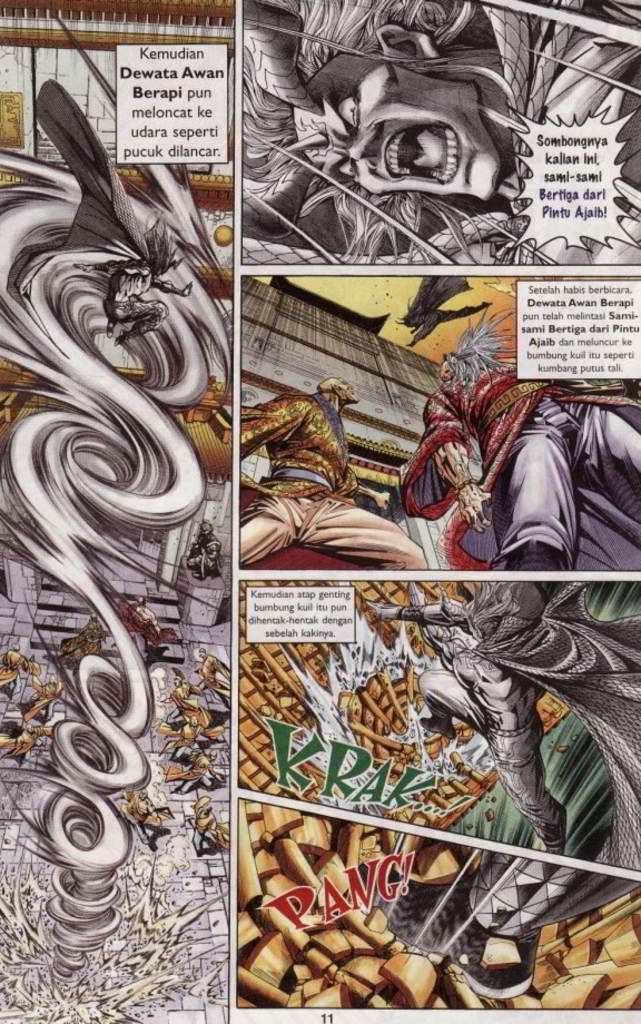 Kemudian
Dewata Awan
Berapi pun
meloncat ke
udara seperti
pucuk dilancar.
Sombongnya
kalian ini,
sami-sami
Bertiga dari
Pintu Ajaib!
Setelah habis berbicara,
Dewata Awan Berapi
pun telah melintasi Sami-
sami Bertiga dari Pintu
Ajaib dan meluncur ke
bumbung kuil itu seperti
kumbang putus tali.
Kemudian atap genting
bumbung kuil itu pun
dihentak-hentak dengan
sebelah kakinya.
KRAK...!
PANG!
11